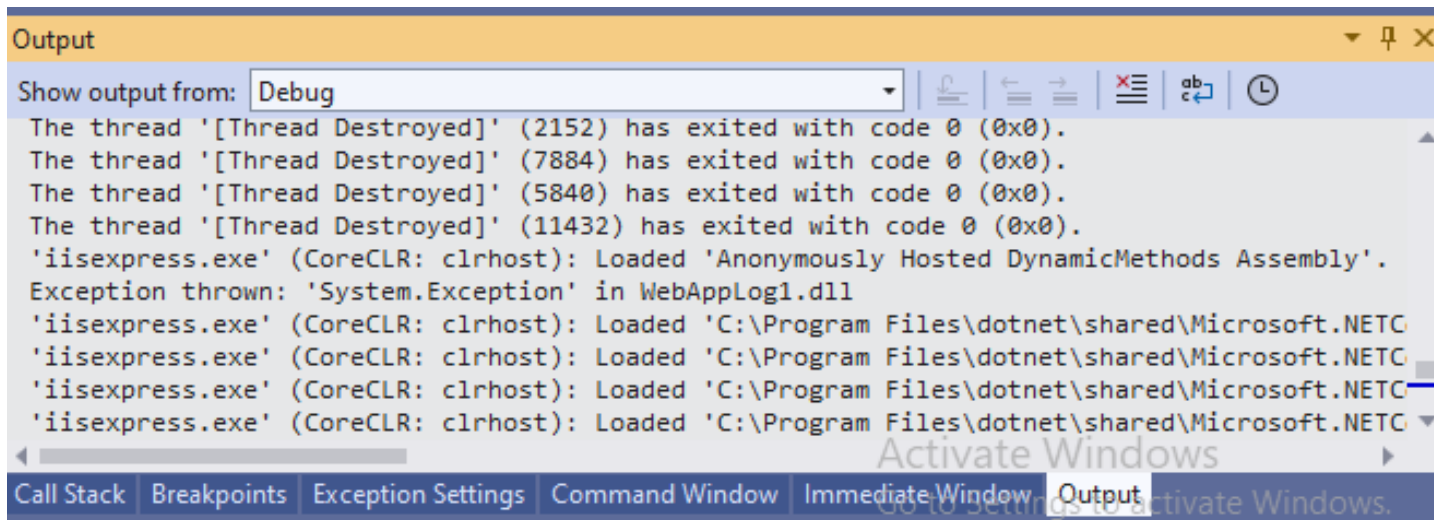 Output
Show output from: Debug
The thread '[Thread Destroyed]' (2152) has exited with code 0 (0x0).
The thread '[Thread Destroyed]' (7884) has exited with code 0 (0x0).
The thread '[Thread Destroyed]' (5840) has exited with code 0 (0x0).
The thread '[Thread Destroyed]' (11432) has exited with code 0 (0x0).
'iisexpress.exe' (CoreCLR: clrhost): Loaded 'Anonymously Hosted DynamicMethods Assembly'.
Exception thrown: 'System.Exception' in WebAppLog1.dll
'iisexpress.exe' (CoreCLR: clrhost): Loaded 'C:\Program Files\dotnet\shared\Microsoft.NETC
'iisexpress.exe' (CoreCLR: clrhost): Loaded 'C:\Program Files\dotnet\shared\Microsoft.NETC
'iisexpress.exe' (CoreCLR: clrhost): Loaded 'C:\Program Files\dotnet\shared\Microsoft.NETC
'iisexpress.exe' (CoreCLR: clrhost): Loaded 'C:\Program Files\dotnet\shared\Microsoft.NETC
Activate Windows
Call Stack Breakpoints Exception Settings Command Window Immediate Window Output
Go to Settings to activate Windows.